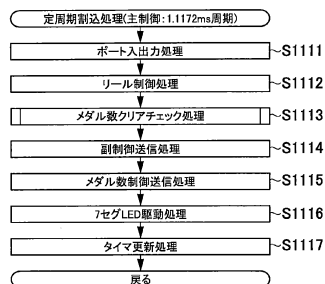 定周期割込処理(主制御:1.1172ms周期)
ポート入出力処理 S1111
リール制御処理 S1112
メダル数クリアチェック処理 S1113
副制御送信処理 S1114
メダル数制御送信処理 S1115
7セグLED駆動処理 S1116
タイマ更新処理 S1117
戻る